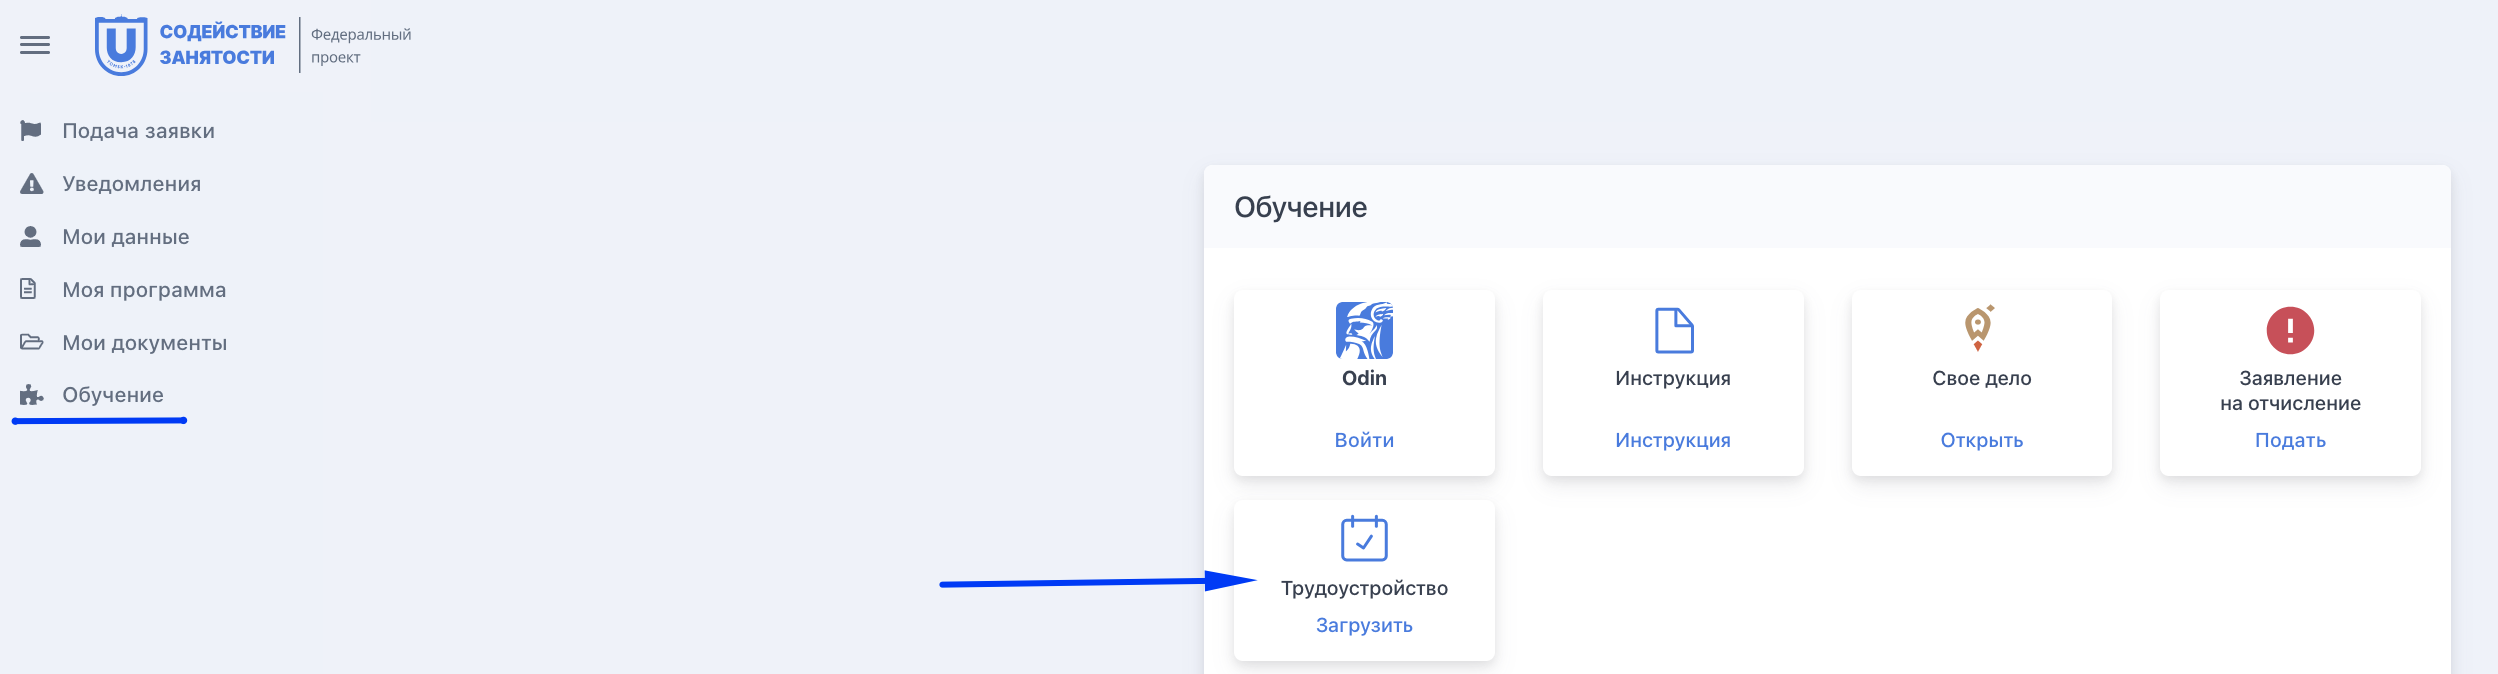 СОДЕЙСТВИЕ
ЗАНЯТОСТИ
Федеральный
проект
Подача заявки
Уведомления
Мои данные
Моя программа
Мои документы
Обучение
Обучение
Odin
Войти
Инструкция
Инструкция
Свое дело
Открыть
Заявление
на отчисление
Подать
Трудоустройство
Загрузить